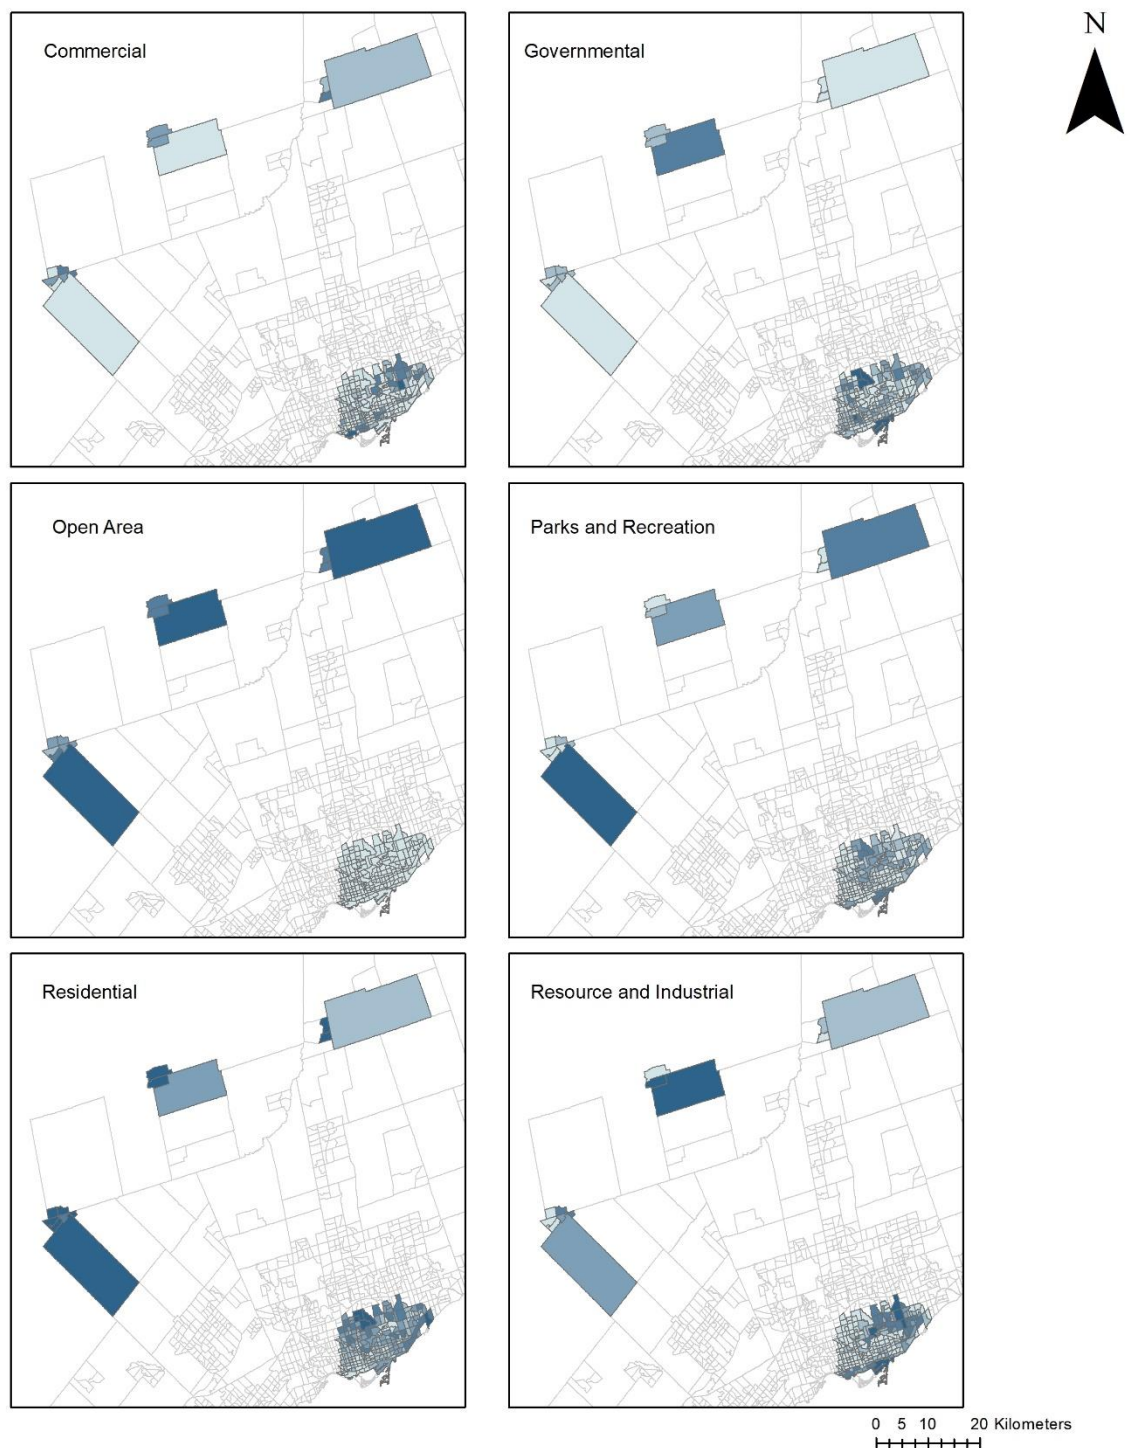 Commercial
Governmental
N
Open Area
Parks and Recreation
Residential
Resource and Industrial
0 5 10 20 Kilometers